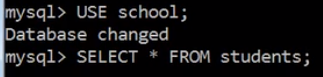 mysql> USE school;
Database changed
mysql> SELECT * FROM students;